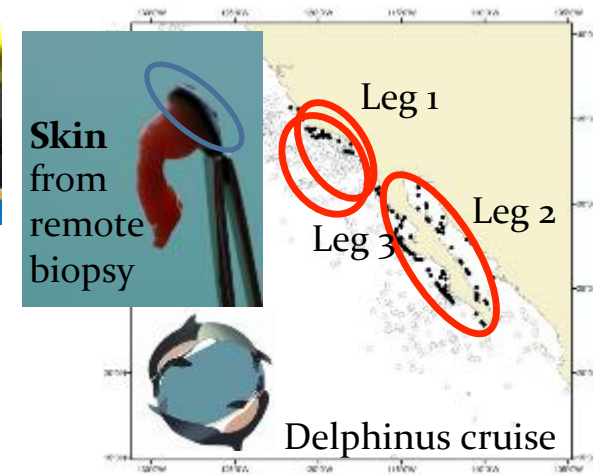 Skin
from
remote
biopsy
Leg 1
Leg 2
Leg 3
Delphinus cruise